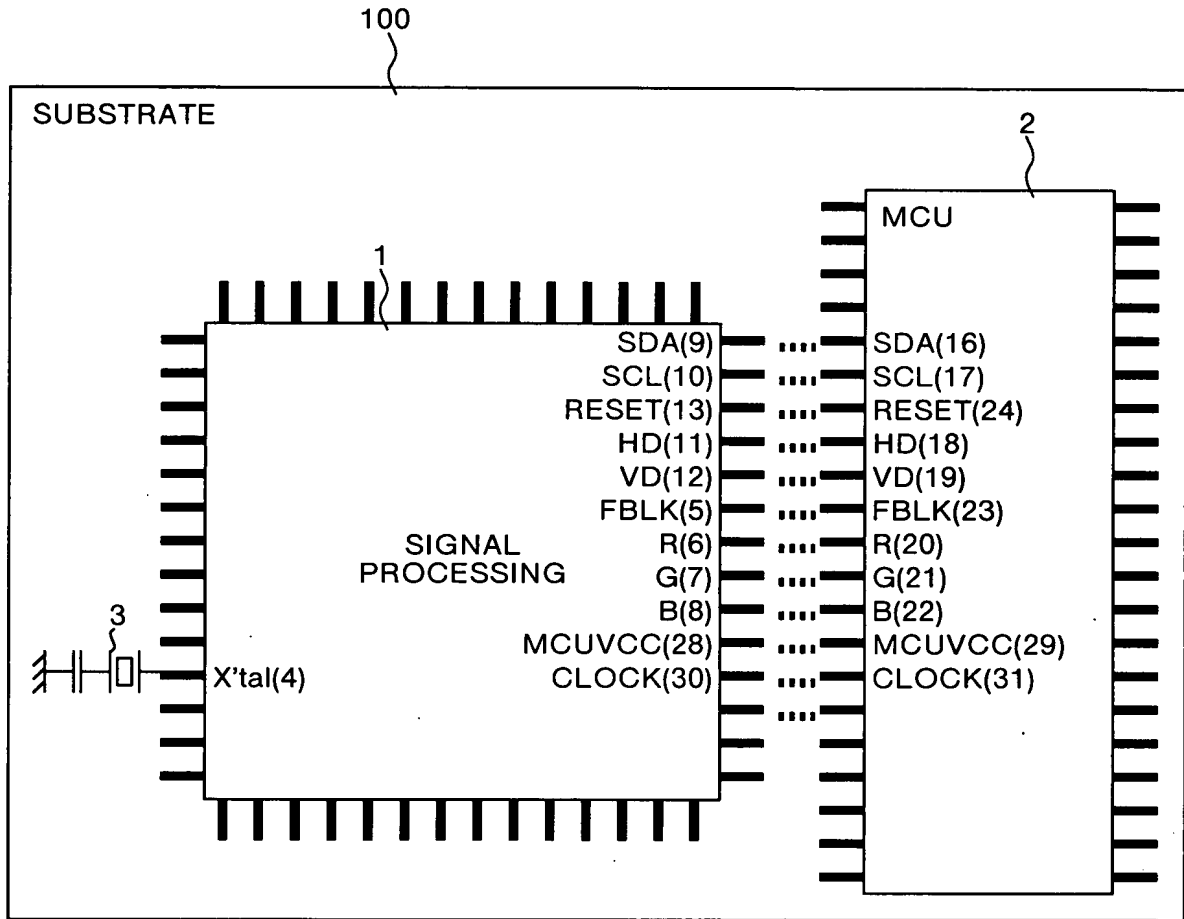 100
SUBSTRATE
2
MCU
1
SDA(9)
SCL(10)
RESET(13)
HD(11)
VD(12)
FBLK(5)
R(6)
G(7)
B(8)
MCUVCC(28)
CLOCK(30)
SIGNAL
PROCESSING
3
X'tal(4)
SDA(16)
SCL(17)
RESET(24)
HD(18)
VD(19)
FBLK(23)
R(20)
G(21)
B(22)
MCUVCC(29)
CLOCK(31)